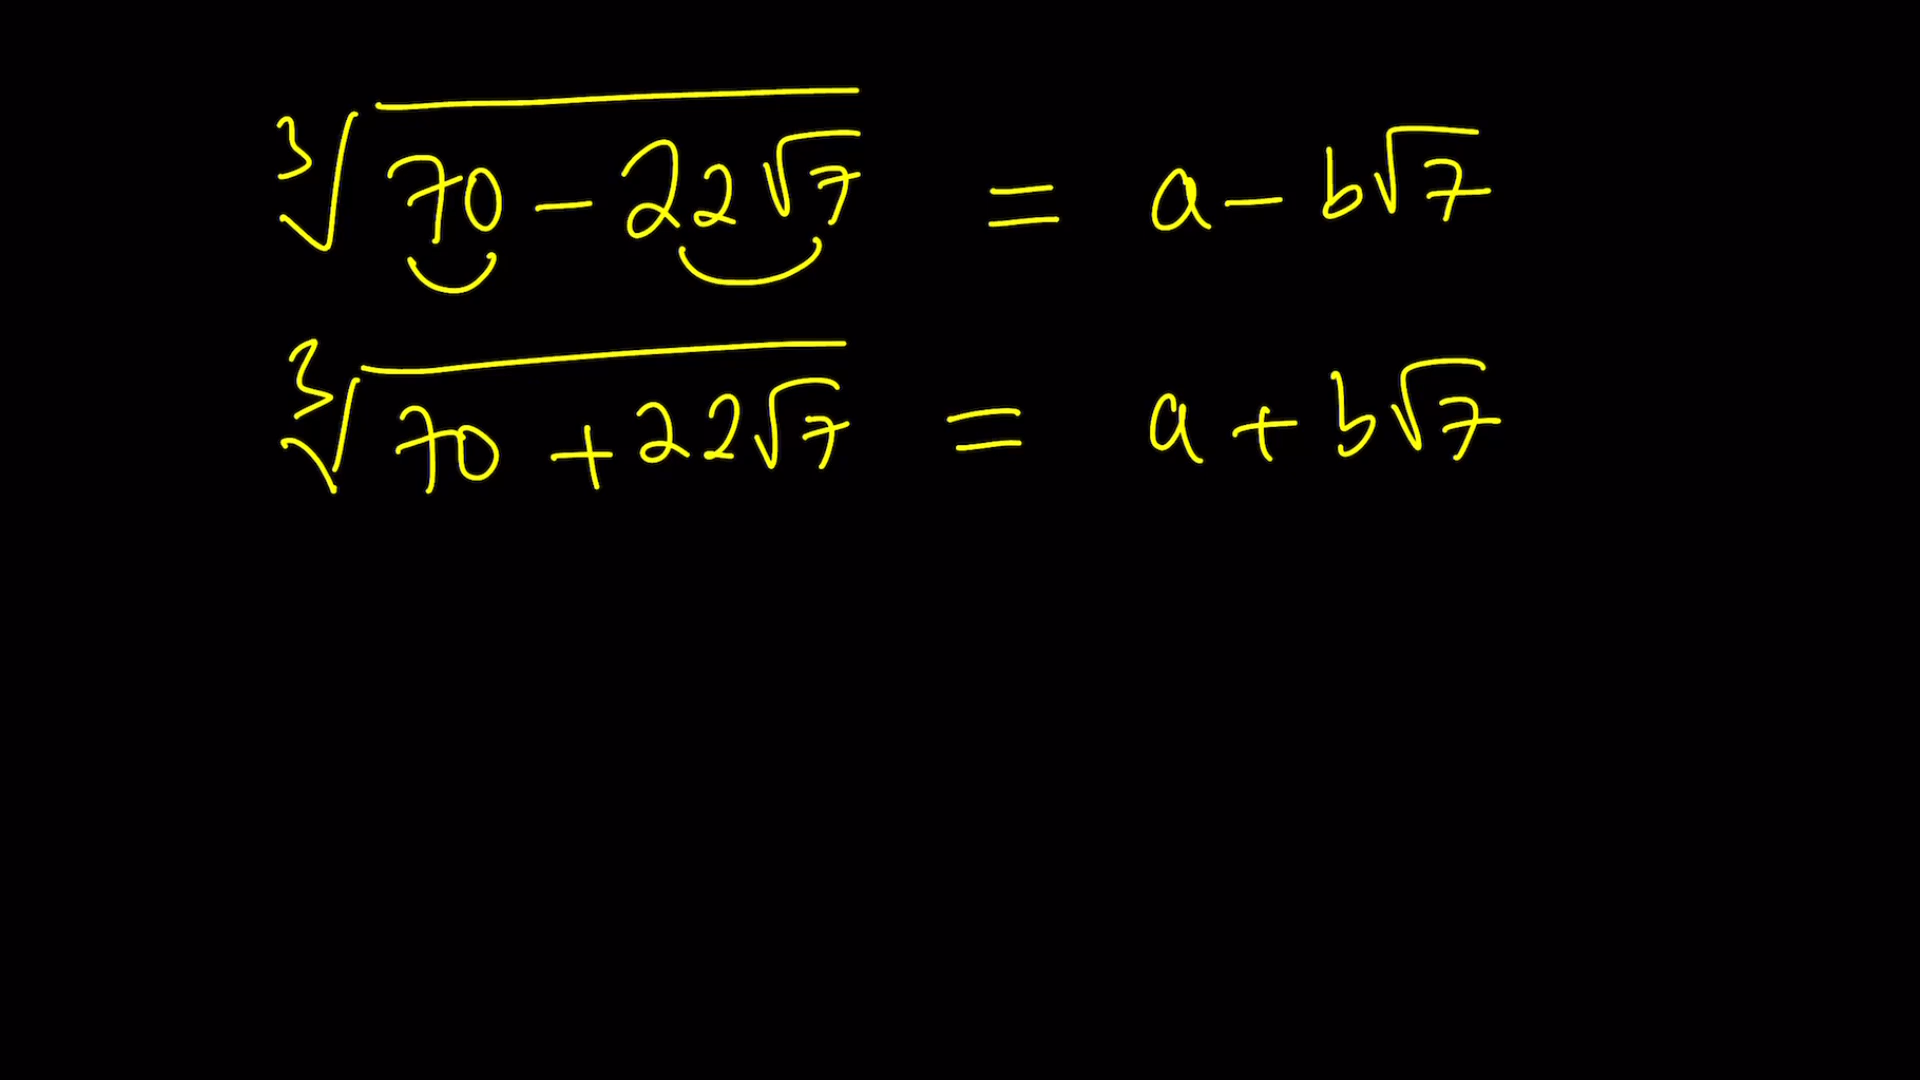 ∛(70 − 22√7) = a − b√7
∛(70 + 22√7) = a + b√7